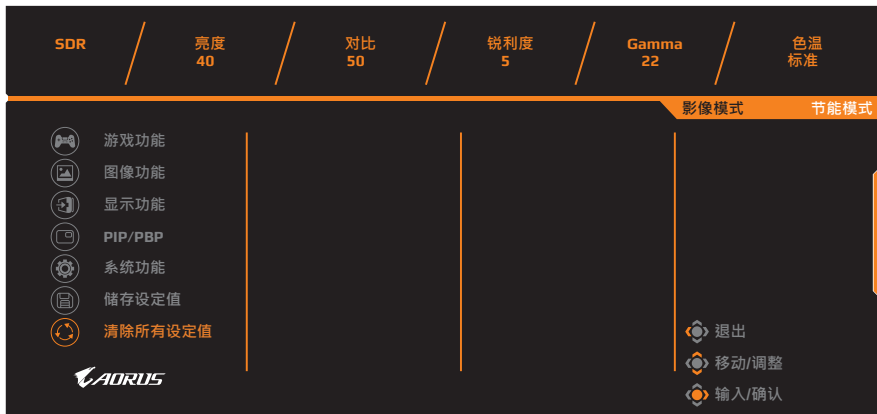 SDR
亮度
40
对比
50
锐利度
5
Gamma
22
色温
标准
影像模式 节能模式
游戏功能
图像功能
显示功能
PIP/PBP
系统功能
储存设定值
清除所有设定值
AORUS
退出
移动/调整
输入/确认